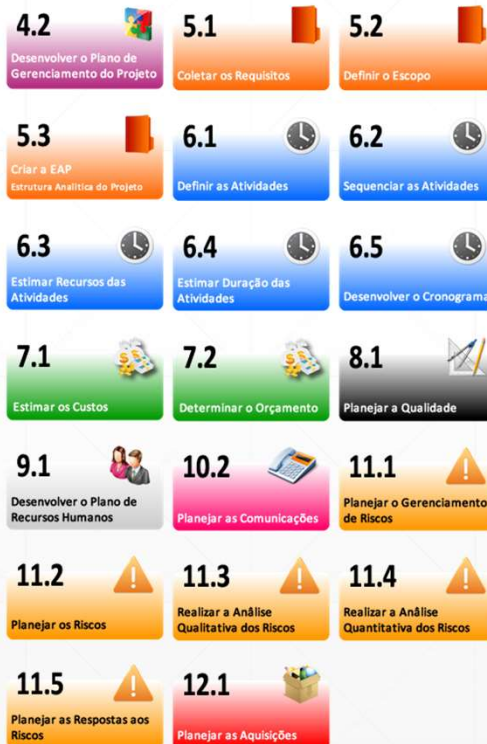 4.2
Desenvolver o Plano de
Gerenciamento do Projeto
5.1
Coletar os Requisitos
5.2
Definir o Escopo
5.3
Criar a EAP
Estrutura Analitica do Projeto
6.1
Definir as Atividades
6.2
Sequenciar as Atividades
6.3
Estimar Recursos das
Atividades
6.4
Estimar Duração das
Atividades
6.5
Desenvolver o Cronograma
7.1
Estimar os Custos
7.2
Determinar o Orçamento
8.1
Planejar a Qualidade
9.1
Desenvolver o Plano de
Recursos Humanos
10.2
Planejar as Comunicações
11.1
Planejar o Gerenciamento
de Riscos
11.2
Planejar os Riscos
11.3
Realizar a Anâlise
Qualitativa dos Riscos
11.4
Realizar a Anâlise
Quantitativa dos Riscos
11.5
Planejar as Respostas aos
Riscos
12.1
Planejar as Aquisições